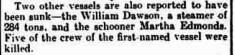 Two other vessels are also reported to
have been sunk—the William Dawson, a steamer of
284 tons, and the schooner Martha Edmonds.
Five of the crew of the first-named vessel were
killed.